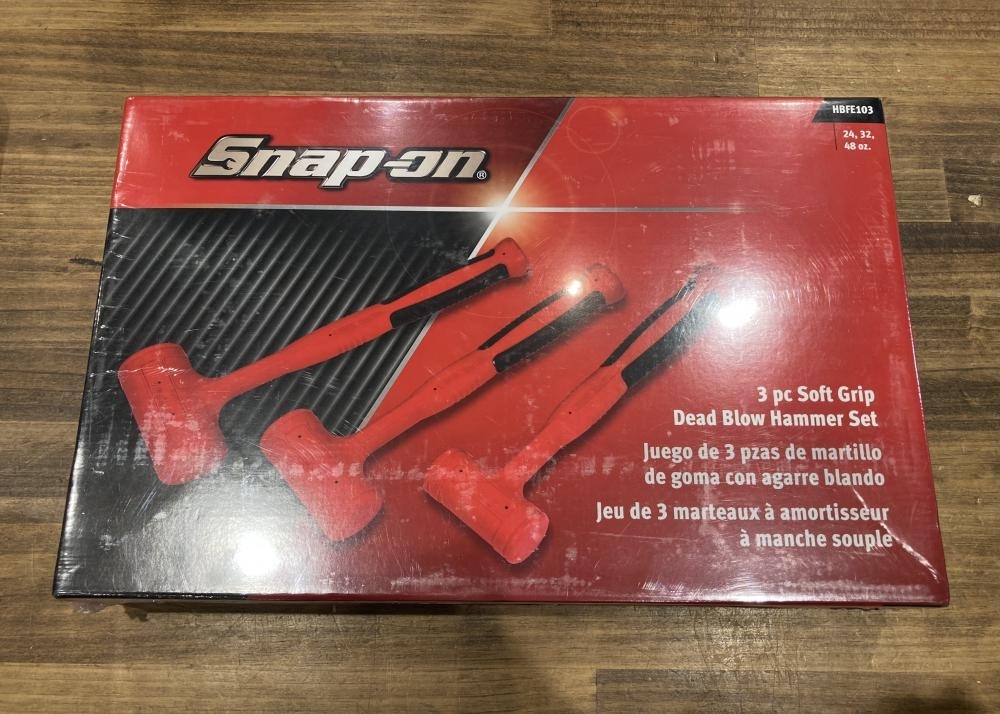 Snap-on®
HBFE103
24, 32,
48 oz.
3 pc Soft Grip
Dead Blow Hammer Set
Juego de 3 pzas de martillo
de goma con agarre blando
Jeu de 3 marteaux à amortisseur
à manche souple